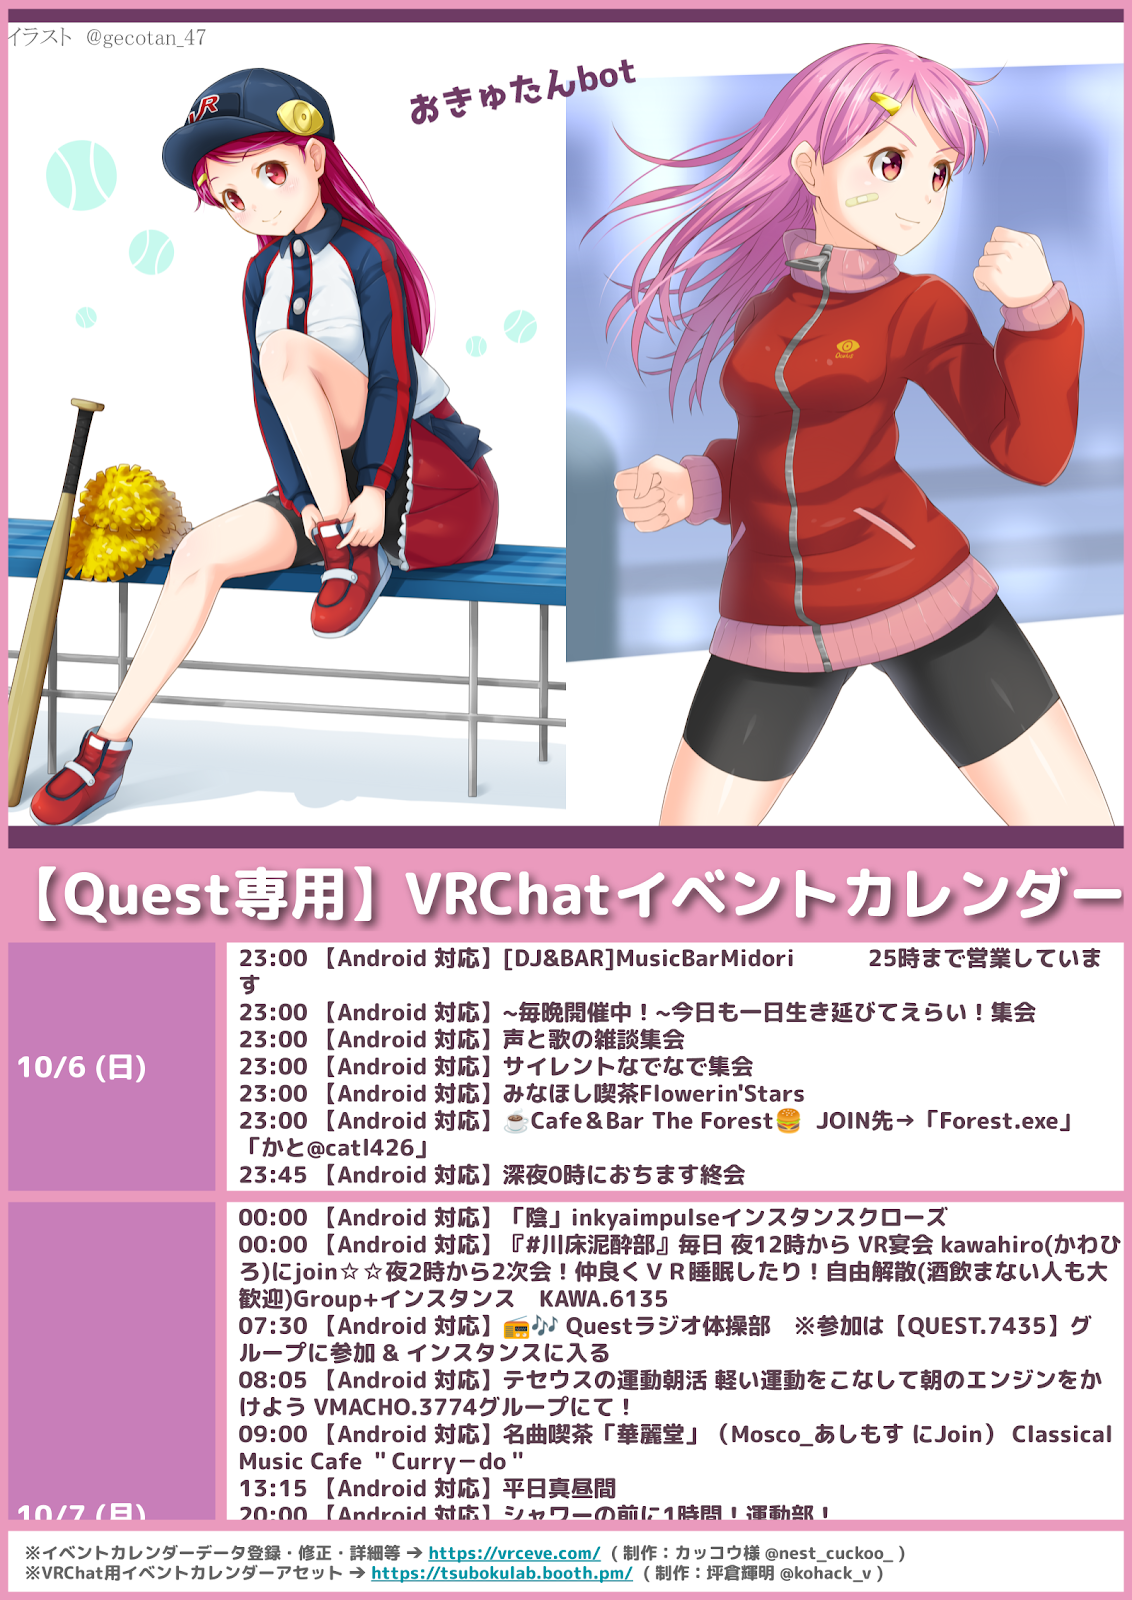 イラスト @gecotan_47
おきゅたんbot
VR
Quest
【Quest専用】VRChatイベントカレンダー
10/6 (日)
23:00 【Android 対応】[DJ&BAR]MusicBarMidori　　　25時まで営業していま
す
23:00 【Android 対応】~毎晩開催中！~今日も一日生き延びてえらい！集会
23:00 【Android 対応】声と歌の雑談集会
23:00 【Android 対応】サイレントなでなで集会
23:00 【Android 対応】みなほし喫茶Flowerin'Stars
23:00 【Android 対応】☕Cafe＆Bar The Forest🍔 JOIN先→「Forest.exe」
「かと@catl426」
23:45 【Android 対応】深夜0時におちます終会
10/7 (月)
00:00 【Android 対応】「陰」inkyaimpulseインスタンスクローズ
00:00 【Android 対応】『#川床泥酔部』毎日 夜12時から VR宴会 kawahiro(かわひ
ろ)にjoin☆☆夜2時から2次会！仲良くＶＲ睡眠したり！自由解散(酒飲まない人も大
歓迎)Group+インスタンス　KAWA.6135
07:30 【Android 対応】📻🎶 Questラジオ体操部　※参加は【QUEST.7435】グ
ループに参加 & インスタンスに入る
08:05 【Android 対応】テセウスの運動朝活 軽い運動をこなして朝のエンジンをか
けよう VMACHO.3774グループにて！
09:00 【Android 対応】名曲喫茶「華麗堂」（Mosco_あしもす にJoin） Classical
Music Cafe ＂Curry－do＂
13:15 【Android 対応】平日真昼間
20:00 【Android 対応】シャワーの前に1時間！運動部！
※イベントカレンダーデータ登録・修正・詳細等 ➔ https://vrceve.com/ ( 制作：カッコウ様 @nest_cuckoo_ )
※VRChat用イベントカレンダーアセット ➔ https://tsubokulab.booth.pm/ ( 制作：坪倉輝明 @kohack_v )